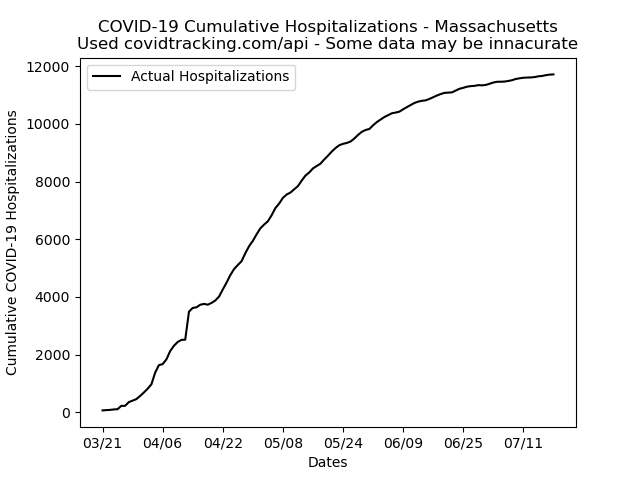 COVID-19 Cumulative Hospitalizations - Massachusetts
Used covidtracking.com/api - Some data may be innacurate
Actual Hospitalizations
Cumulative COVID-19 Hospitalizations
12000
10000
8000
6000
4000
2000
0
03/21 04/06 04/22 05/08 05/24 06/09 06/25 07/11
Dates